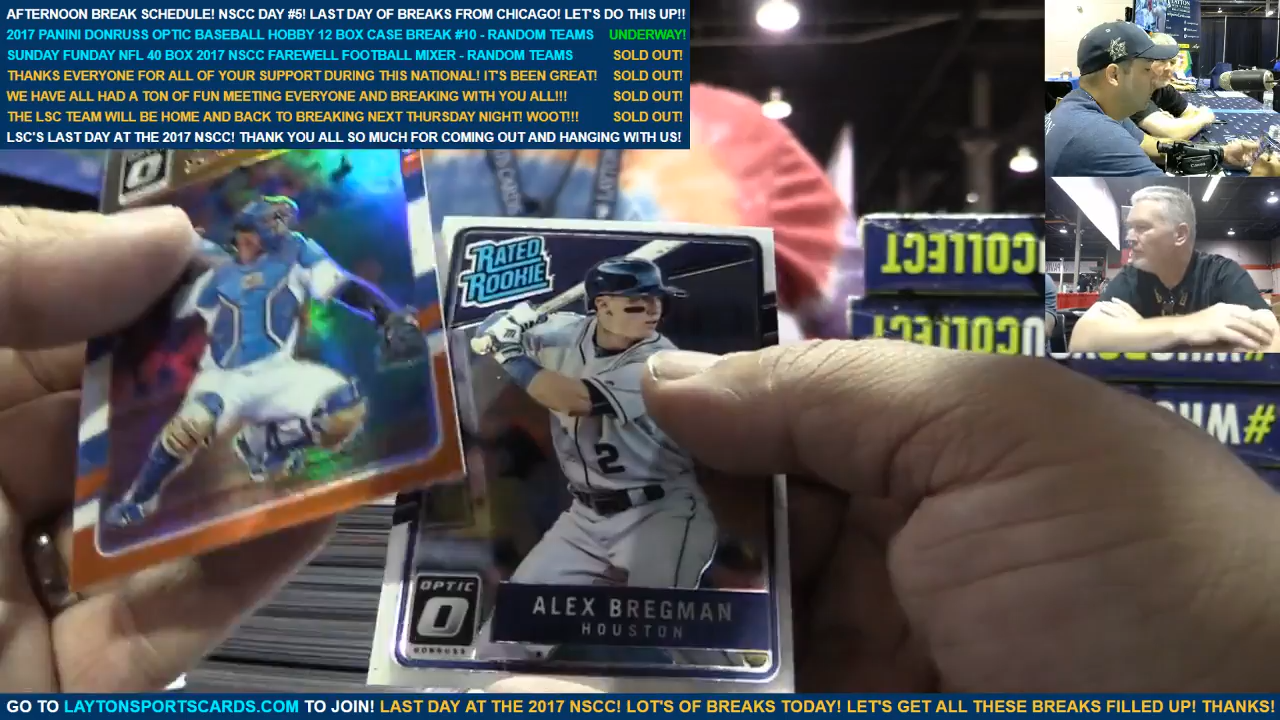 AFTERNOON BREAK SCHEDULE! NSCC DAY #5! LAST DAY OF BREAKS FROM CHICAGO! LET'S DO THIS UP!!
2017 PANINI DONRUSS OPTIC BASEBALL HOBBY 12 BOX CASE BREAK #10 - RANDOM TEAMS UNDERWAY!
SUNDAY FUNDAY NFL 40 BOX 2017 NSCC FAREWELL FOOTBALL MIXER - RANDOM TEAMS SOLD OUT!
THANKS EVERYONE FOR ALL OF YOUR SUPPORT DURING THIS NATIONAL! IT'S BEEN GREAT! SOLD OUT!
WE HAVE ALL HAD A TON OF FUN MEETING EVERYONE AND BREAKING WITH YOU ALL!!! SOLD OUT!
THE LSC TEAM WILL BE HOME AND BACK TO BREAKING NEXT THURSDAY NIGHT! WOOT!!! SOLD OUT!
LSC'S LAST DAY AT THE 2017 NSCC! THANK YOU ALL SO MUCH FOR COMING OUT AND HANGING WITH US!
O
RATED
ROOKIE
COLLECT
UCOLLECT
2
OPTIC
O
DONRUSS
ALEX BREGMAN
HOUSTON
GO TO LAYTONSPORTSCARDS.COM TO JOIN! LAST DAY AT THE 2017 NSCC! LOT'S OF BREAKS TODAY! LET'S GET ALL THESE BREAKS FILLED UP! THANKS!